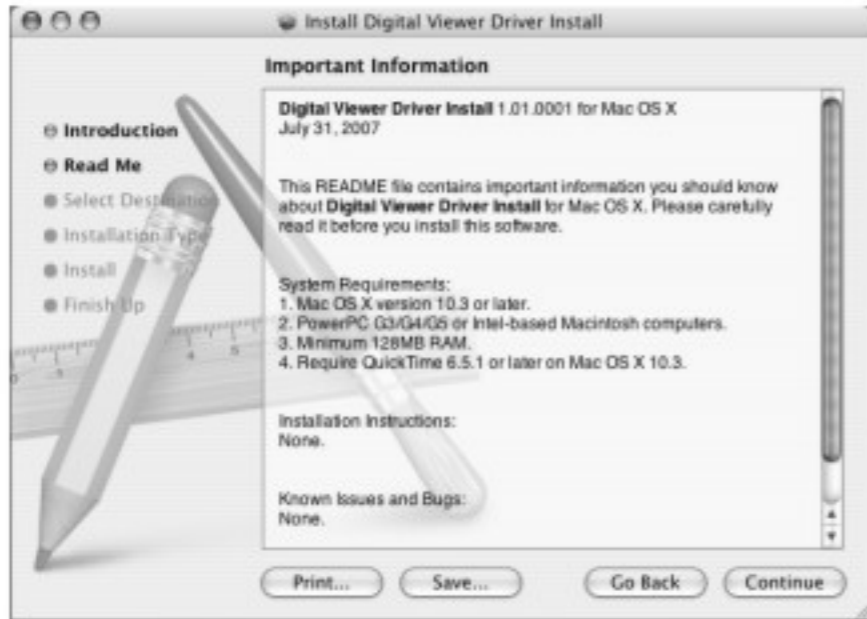 Install Digital Viewer Driver Install
Important Information
Introduction
Read Me
Select Destination
Installation Type
Install
Finish Up
Digital Viewer Driver Install 1.01.0001 for Mac OS X
July 31, 2007
This README file contains important information you should know
about Digital Viewer Driver Install for Mac OS X. Please carefully
read it before you install this software.
System Requirements:
1. Mac OS X version 10.3 or later.
2. PowerPC G3/G4/G5 or Intel-based Macintosh computers.
3. Minimum 128MB RAM.
4. Require QuickTime 6.5.1 or later on Mac OS X 10.3.
Installation Instructions:
None.
Known Issues and Bugs:
None.
Print...
Save...
Go Back
Continue